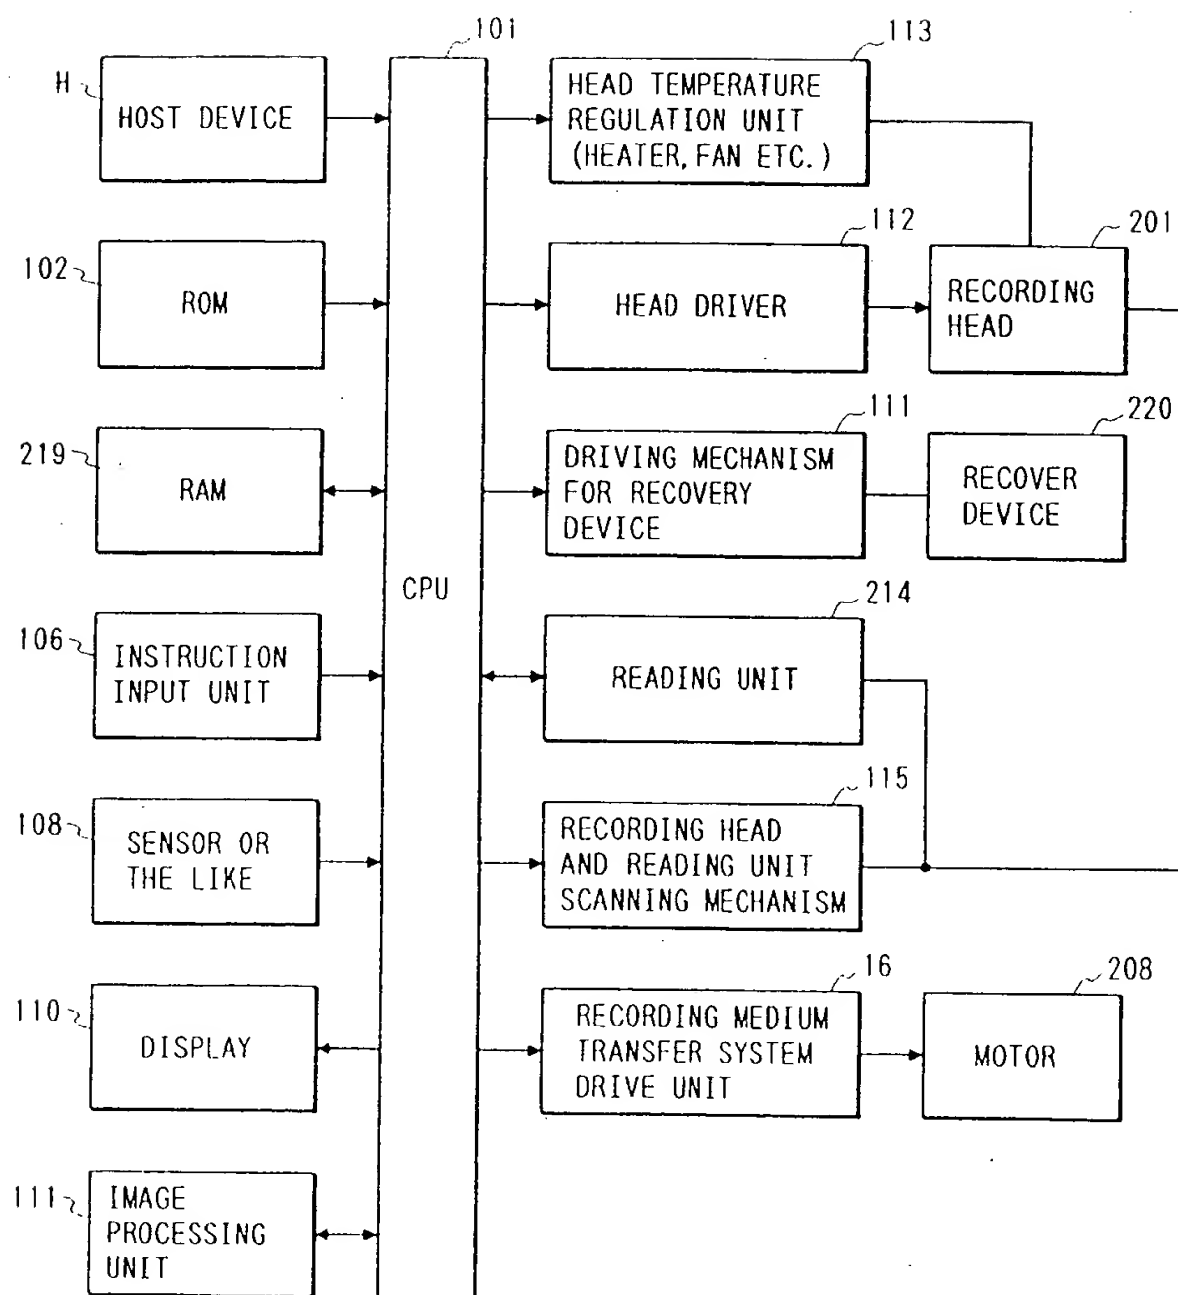 101
113
H
HOST DEVICE
HEAD TEMPERATURE
REGULATION UNIT
(HEATER, FAN ETC.)
102
ROM
112
HEAD DRIVER
201
RECORDING
HEAD
219
RAM
111
DRIVING MECHANISM
FOR RECOVERY
DEVICE
220
RECOVER
DEVICE
CPU
106
INSTRUCTION
INPUT UNIT
214
READING UNIT
108
SENSOR OR
THE LIKE
115
RECORDING HEAD
AND READING UNIT
SCANNING MECHANISM
110
DISPLAY
16
RECORDING MEDIUM
TRANSFER SYSTEM
DRIVE UNIT
208
MOTOR
111
IMAGE
PROCESSING
UNIT